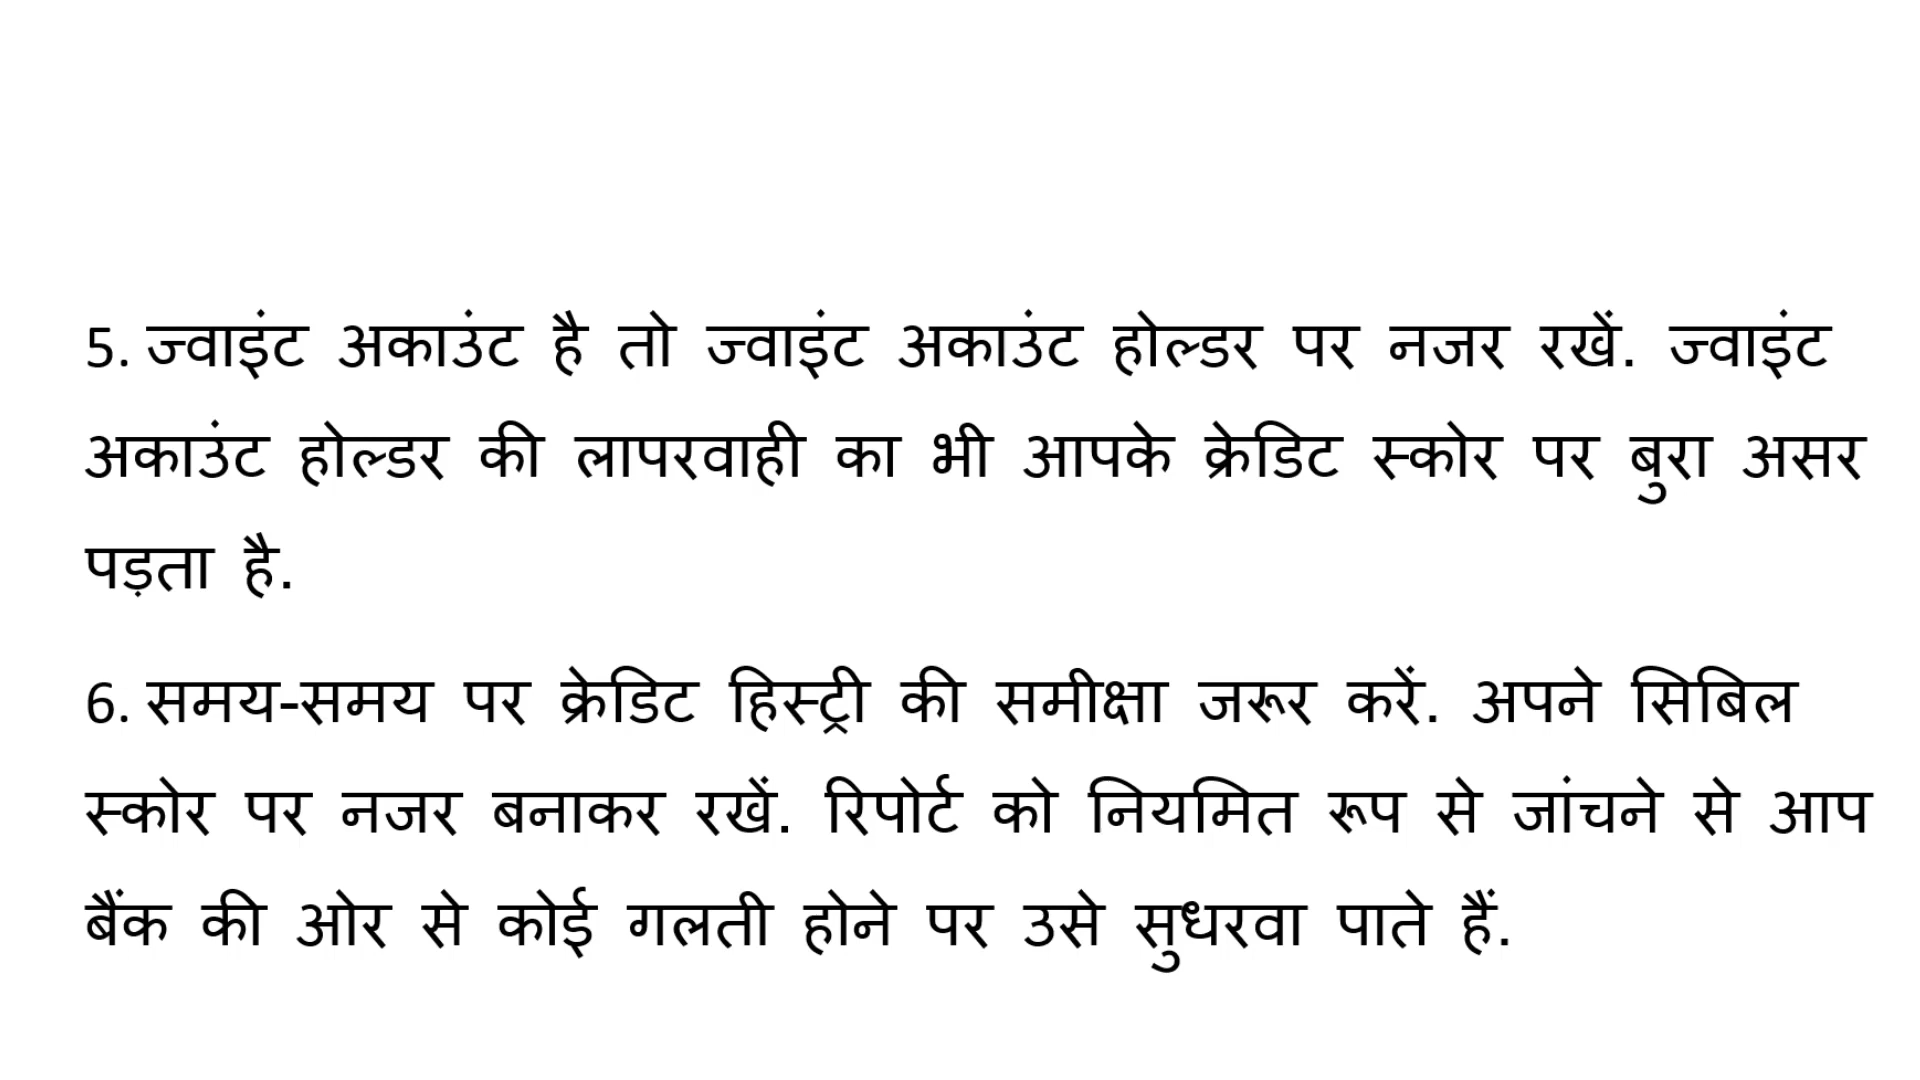 5. ज्वाइंट अकाउंट है तो ज्वाइंट अकाउंट होल्डर पर नजर रखें. ज्वाइंट
अकाउंट होल्डर की लापरवाही का भी आपके क्रेडिट स्कोर पर बुरा असर
पड़ता है.
6. समय-समय पर क्रेडिट हिस्ट्री की समीक्षा जरूर करें. अपने सिबिल
स्कोर पर नजर बनाकर रखें. रिपोर्ट को नियमित रूप से जांचने से आप
बैंक की ओर से कोई गलती होने पर उसे सुधरवा पाते हैं.